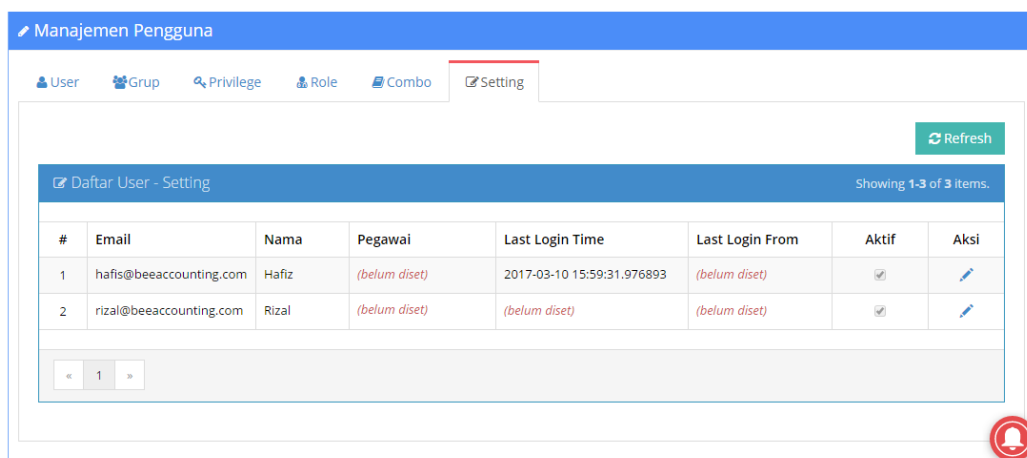 Manajemen Pengguna
User Grup Privilege Role Combo Setting
Refresh
Daftar User - Setting Showing 1-3 of 3 items.
# Email Nama Pegawai Last Login Time Last Login From Aktif Aksi
1 hafis@beeaccounting.com Hafiz (belum diset) 2017-03-10 15:59:31.976893 (belum diset)
2 rizal@beeaccounting.com Rizal (belum diset) (belum diset) (belum diset)
« 1 »